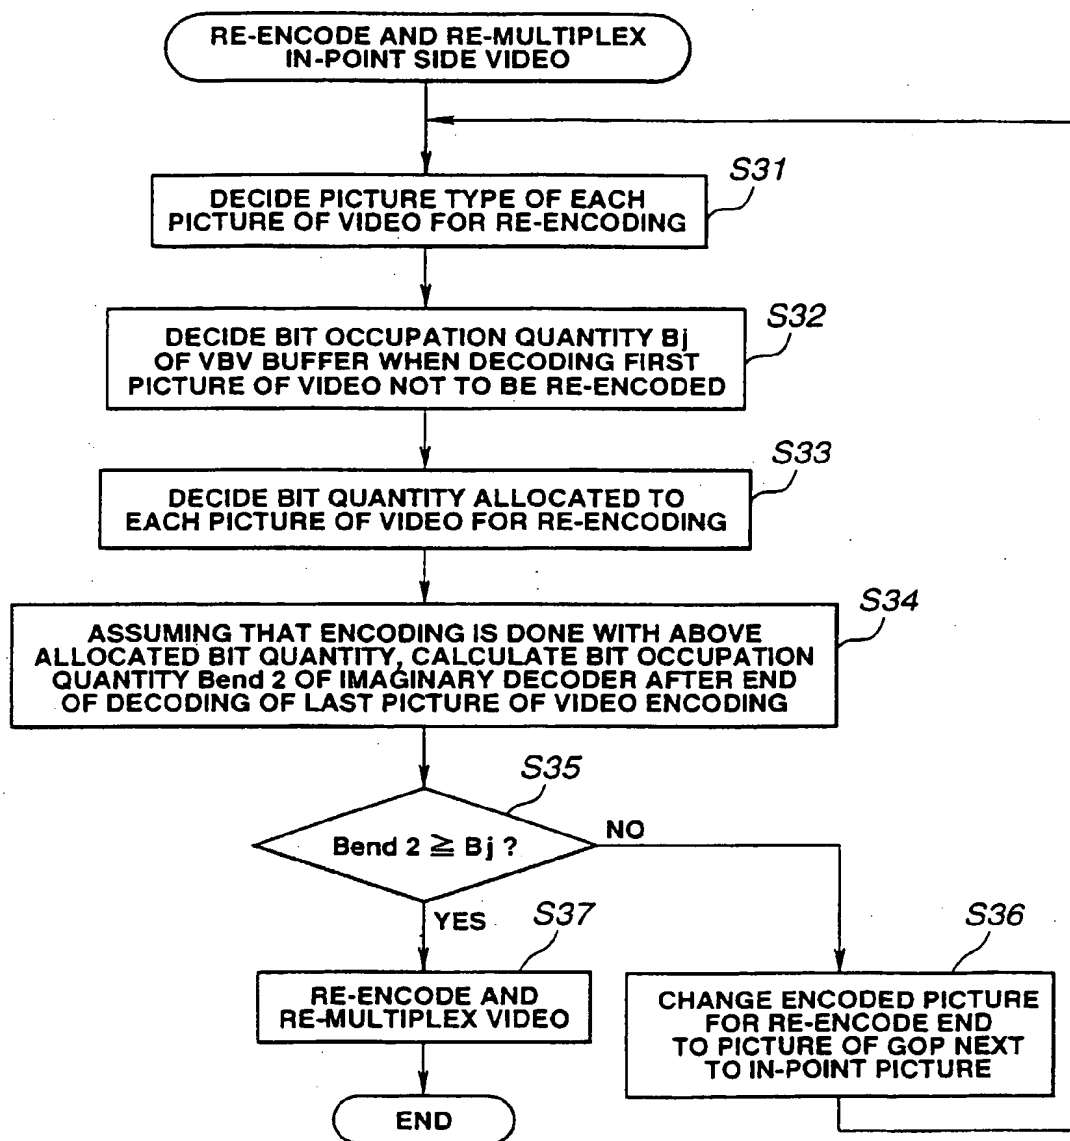 RE-ENCODE AND RE-MULTIPLEX
IN-POINT SIDE VIDEO
S31
DECIDE PICTURE TYPE OF EACH
PICTURE OF VIDEO FOR RE-ENCODING
S32
DECIDE BIT OCCUPATION QUANTITY Bj
OF VBV BUFFER WHEN DECODING FIRST
PICTURE OF VIDEO NOT TO BE RE-ENCODED
S33
DECIDE BIT QUANTITY ALLOCATED TO
EACH PICTURE OF VIDEO FOR RE-ENCODING
S34
ASSUMING THAT ENCODING IS DONE WITH ABOVE
ALLOCATED BIT QUANTITY, CALCULATE BIT OCCUPATION
QUANTITY Bend 2 OF IMAGINARY DECODER AFTER END
OF DECODING OF LAST PICTURE OF VIDEO ENCODING
S35
Bend 2 ≧ Bj ?
NO
YES
S37
RE-ENCODE AND
RE-MULTIPLEX VIDEO
S36
CHANGE ENCODED PICTURE
FOR RE-ENCODE END
TO PICTURE OF GOP NEXT
TO IN-POINT PICTURE
END